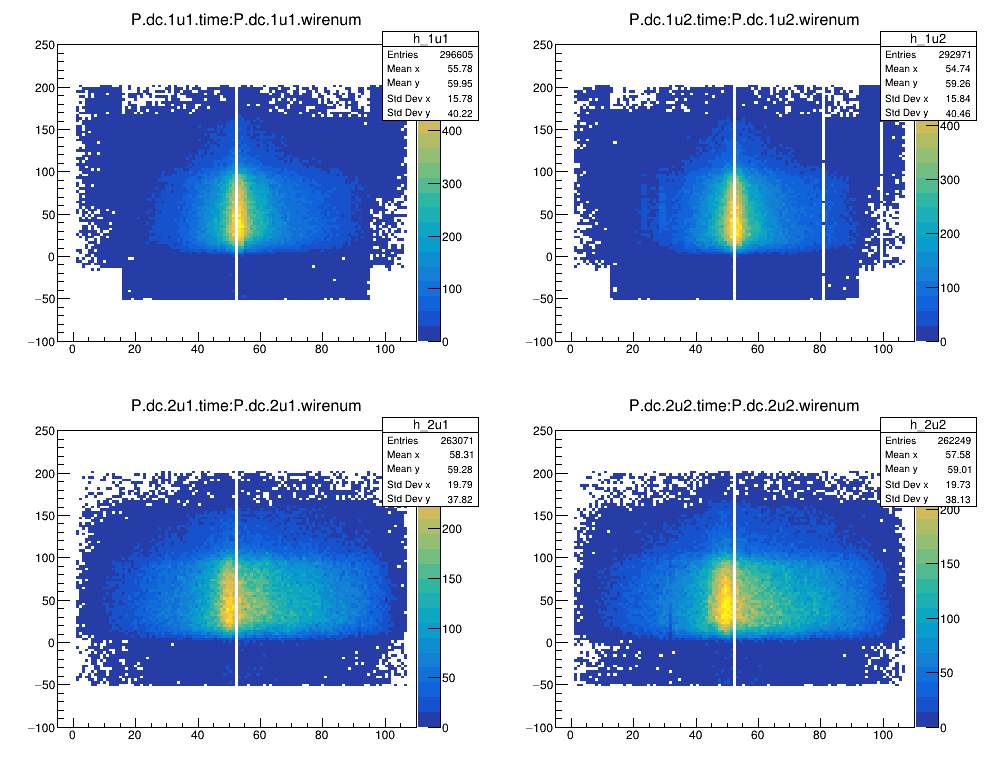 P.dc.1u1.time:P.dc.1u1.wirenum
h_1u1
Entries 296605
Mean x 55.78
Mean y 59.95
Std Dev x 15.78
Std Dev y 40.22
250
200
150
100
50
0
−50
−100
0 20 40 60 80 100
400
300
200
100
0
P.dc.1u2.time:P.dc.1u2.wirenum
h_1u2
Entries 292971
Mean x 54.74
Mean y 59.26
Std Dev x 15.84
Std Dev y 40.46
250
200
150
100
50
0
−50
−100
0 20 40 60 80 100
400
300
200
100
0
P.dc.2u1.time:P.dc.2u1.wirenum
h_2u1
Entries 263071
Mean x 58.31
Mean y 59.28
Std Dev x 19.79
Std Dev y 37.82
250
200
150
100
50
0
−50
−100
0 20 40 60 80 100
200
150
100
50
0
P.dc.2u2.time:P.dc.2u2.wirenum
h_2u2
Entries 262249
Mean x 57.58
Mean y 59.01
Std Dev x 19.73
Std Dev y 38.13
250
200
150
100
50
0
−50
−100
0 20 40 60 80 100
200
150
100
50
0